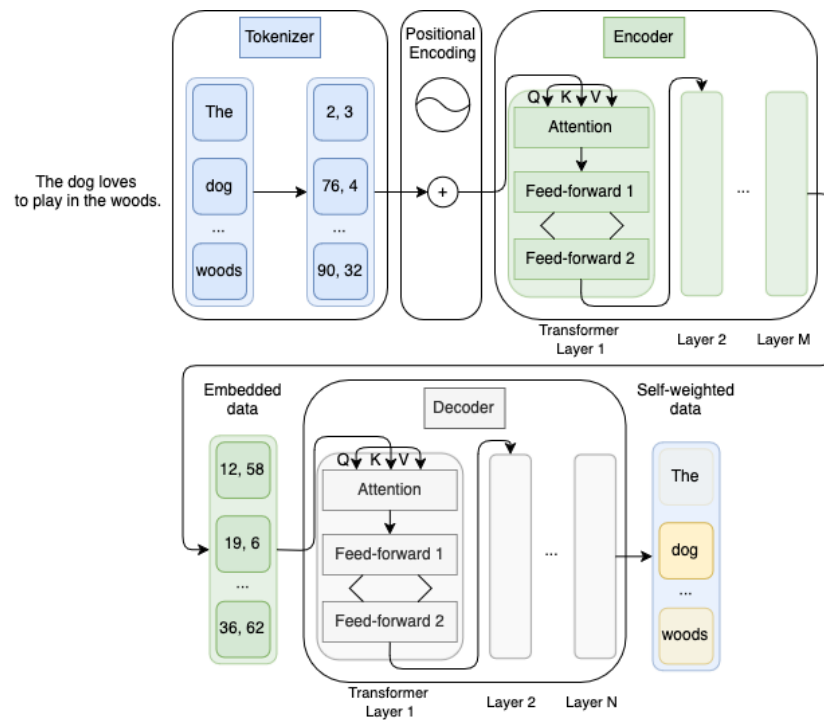 Tokenizer
Positional
Encoding
Encoder
The
dog
...
woods
2, 3
76, 4
...
90, 32
The dog loves
to play in the woods.
+
Q K V
Attention
Feed-forward 1
Feed-forward 2
...
Transformer
Layer 1
Layer 2
Layer M
Embedded
data
12, 58
19, 6
...
36, 62
Decoder
Q K V
Attention
Feed-forward 1
Feed-forward 2
...
Transformer
Layer 1
Layer 2
Layer N
Self-weighted
data
The
dog
...
woods